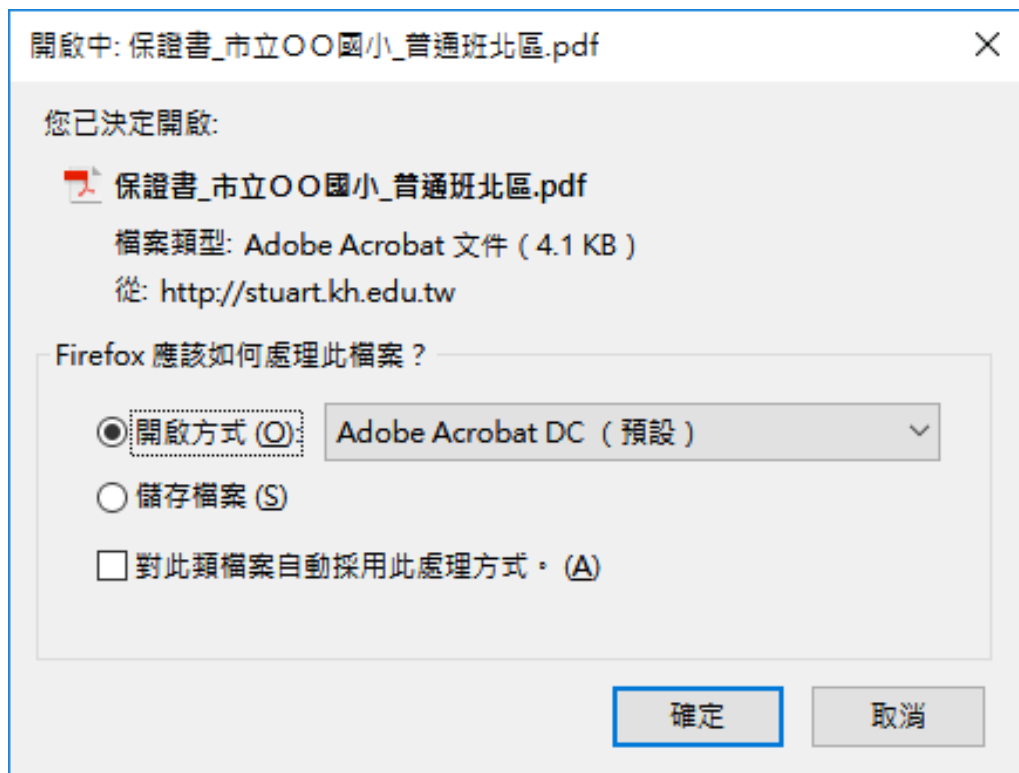 開啟中: 保證書_市立○○國小_普通班北區.pdf
您已決定開啟:
保證書_市立○○國小_普通班北區.pdf
檔案類型: Adobe Acrobat 文件 ( 4.1 KB )
從: http://stuart.kh.edu.tw
Firefox 應該如何處理此檔案？
開啟方式 (O): Adobe Acrobat DC （預設）
儲存檔案 (S)
對此類檔案自動採用此處理方式。 (A)
確定 取消